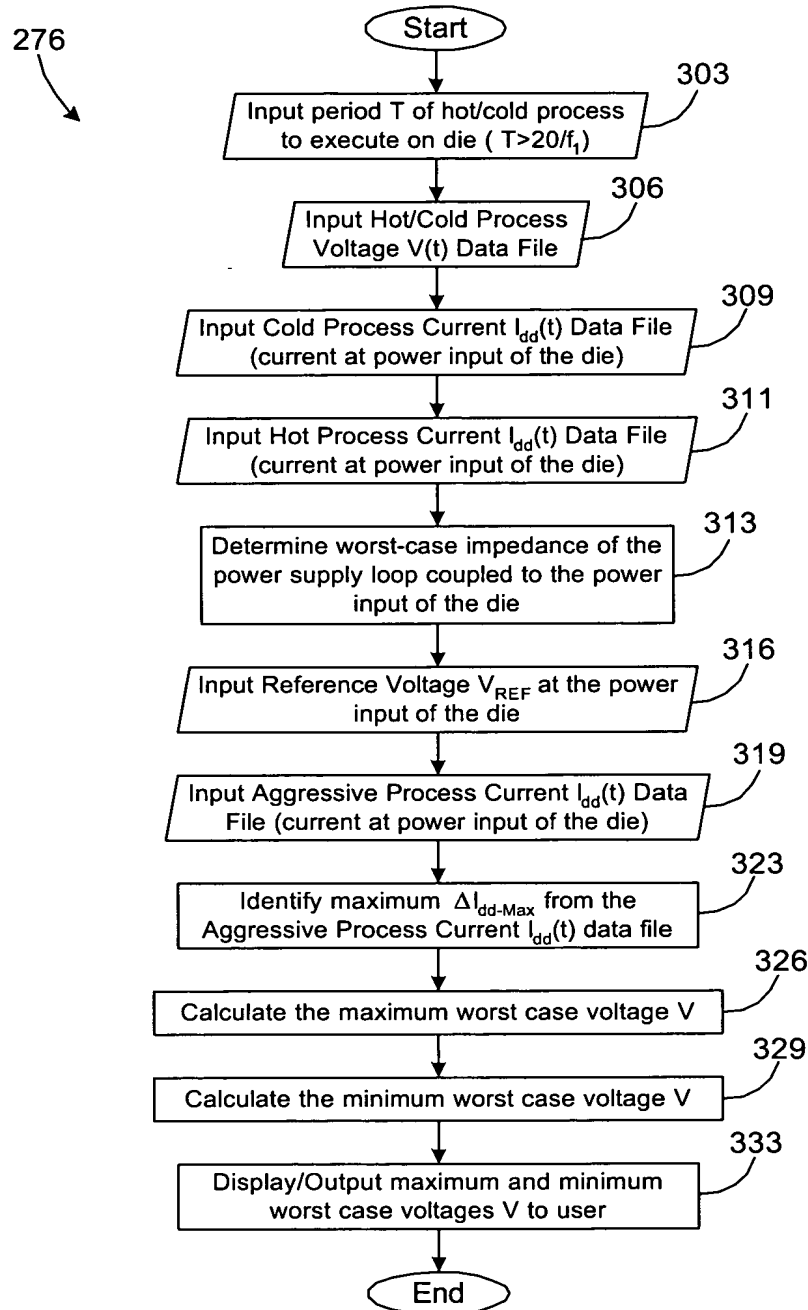 276
Start
303
Input period T of hot/cold process
to execute on die ( T>20/f₁)
306
Input Hot/Cold Process
Voltage V(t) Data File
309
Input Cold Process Current I_dd(t) Data File
(current at power input of the die)
311
Input Hot Process Current I_dd(t) Data File
(current at power input of the die)
313
Determine worst-case impedance of the
power supply loop coupled to the power
input of the die
316
Input Reference Voltage V_REF at the power
input of the die
319
Input Aggressive Process Current I_dd(t) Data
File (current at power input of the die)
323
Identify maximum ΔI_dd-Max from the
Aggressive Process Current I_dd(t) data file
326
Calculate the maximum worst case voltage V
329
Calculate the minimum worst case voltage V
333
Display/Output maximum and minimum
worst case voltages V to user
End